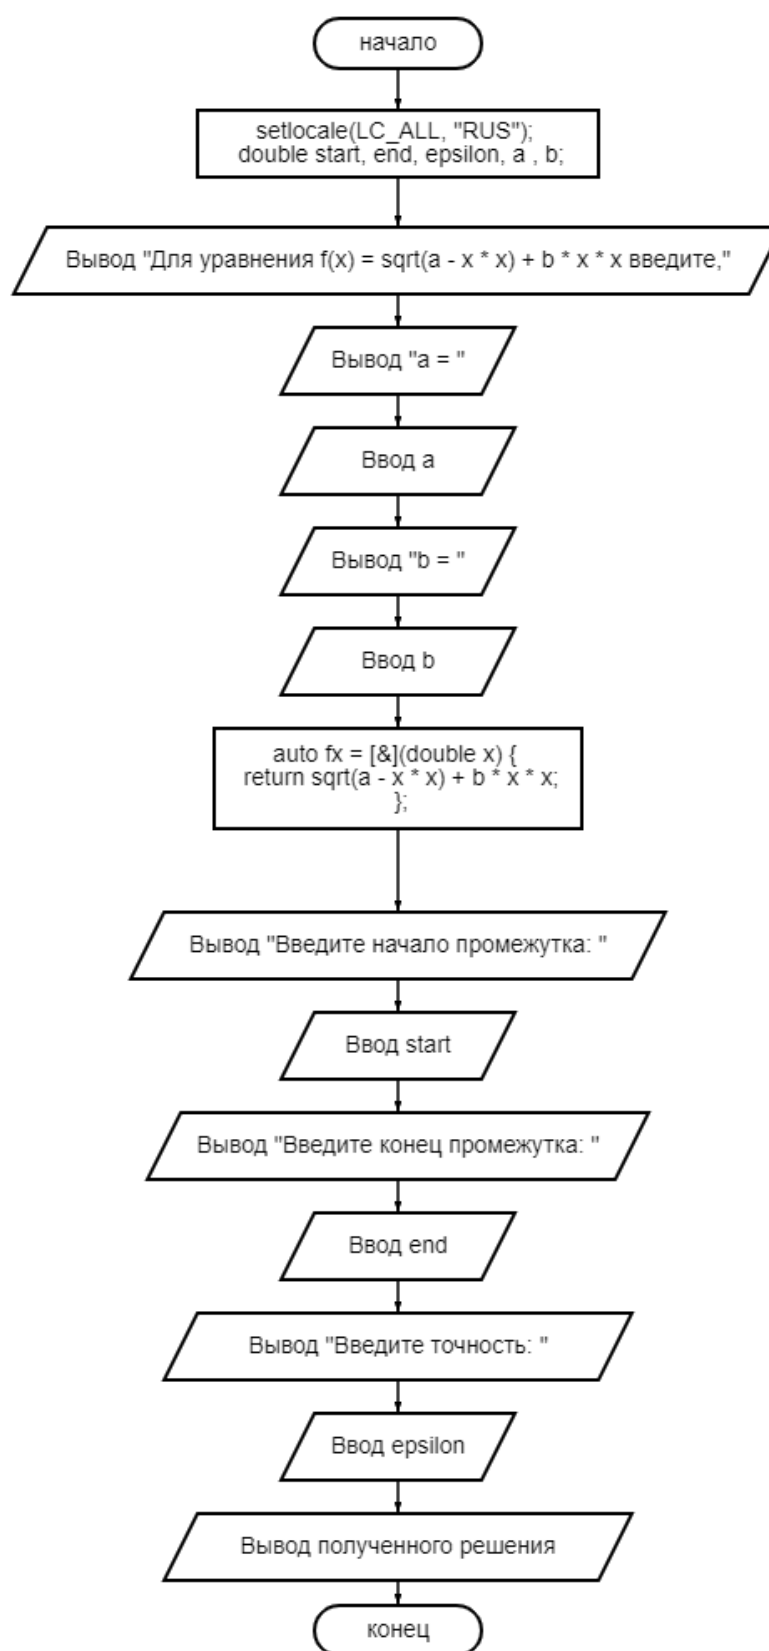 начало
setlocale(LC_ALL, "RUS");
double start, end, epsilon, a , b;
Вывод "Для уравнения f(x) = sqrt(a - x * x) + b * x * x введите,"
Вывод "a = "
Ввод a
Вывод "b = "
Ввод b
auto fx = [&](double x) {
return sqrt(a - x * x) + b * x * x;
};
Вывод "Введите начало промежутка: "
Ввод start
Вывод "Введите конец промежутка: "
Ввод end
Вывод "Введите точность: "
Ввод epsilon
Вывод полученного решения
конец